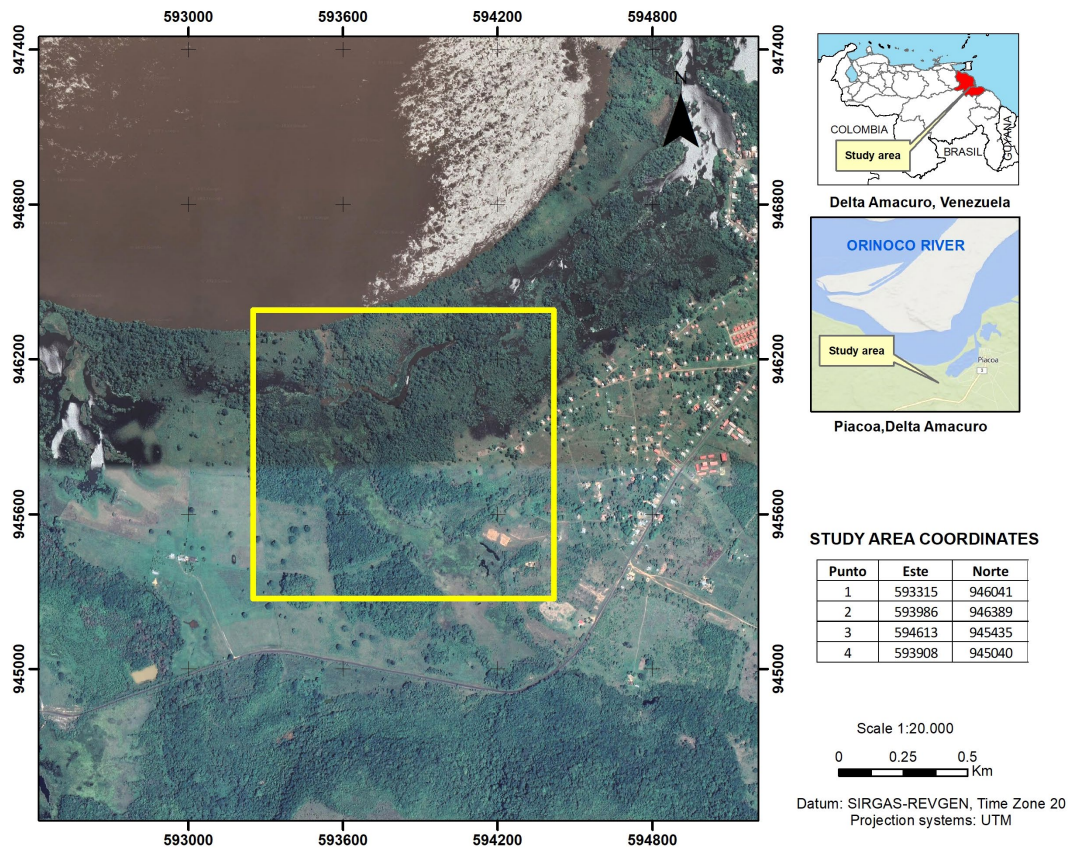 593000 593600 594200 594800
947400 947400
N
946800 946800
946200 946200
945600 945600
945000 945000
593000 593600 594200 594800
COLOMBIA
GOYANA
BRASIL
Study area
Delta Amacuro, Venezuela
ORINOCO RIVER
Study area
Piacoa
3
Piacoa,Delta Amacuro
STUDY AREA COORDINATES
Punto Este Norte
1 593315 946041
2 593986 946389
3 594613 945435
4 593908 945040
Scale 1:20.000
0 0.25 0.5
Km
Datum: SIRGAS-REVGEN, Time Zone 20
Projection systems: UTM